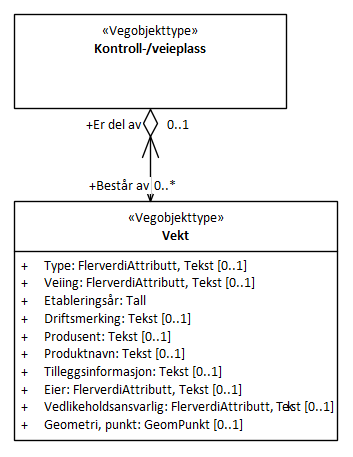 «Vegobjekttype»
Kontroll-/veieplass
+Er del av 0..1
+Består av 0..*
«Vegobjekttype»
Vekt
+ Type: FlerverdiAttributt, Tekst [0..1]
+ Veiing: FlerverdiAttributt, Tekst [0..1]
+ Etableringsår: Tall
+ Driftsmerking: Tekst [0..1]
+ Produsent: Tekst [0..1]
+ Produktnavn: Tekst [0..1]
+ Tilleggsinformasjon: Tekst [0..1]
+ Eier: FlerverdiAttributt, Tekst [0..1]
+ Vedlikeholdsansvarlig: FlerverdiAttributt, Tekst [0..1]
+ Geometri, punkt: GeomPunkt [0..1]